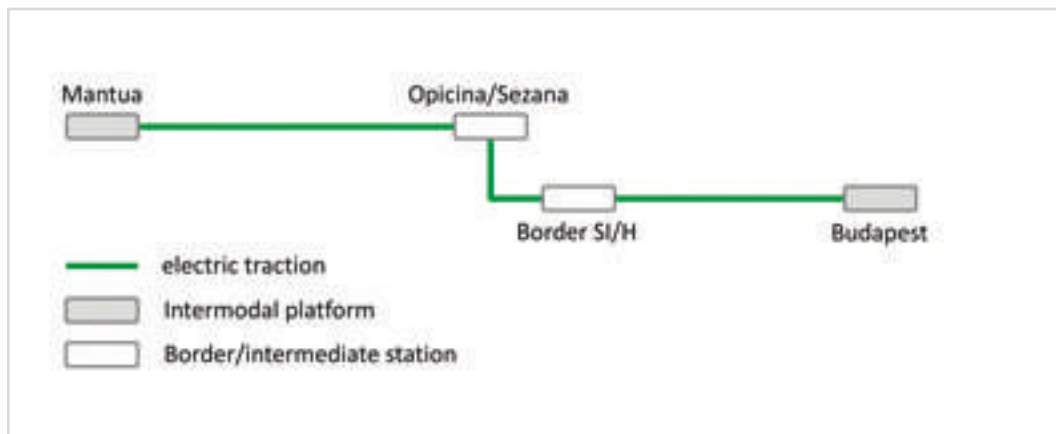 Mantua
Opicina/Sezana
Border SI/H
Budapest
electric traction
Intermodal platform
Border/intermediate station